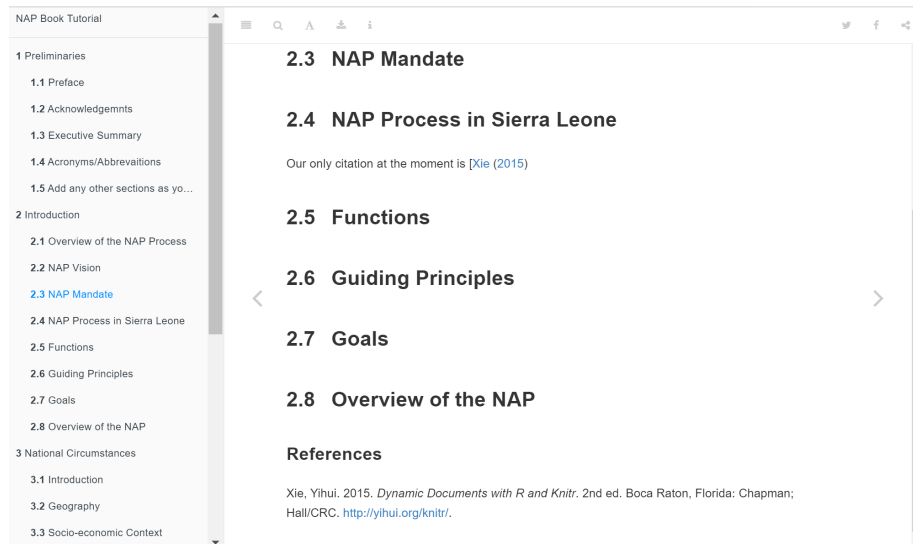 NAP Book Tutorial
1 Preliminaries
1.1 Preface
1.2 Acknowledgemnts
1.3 Executive Summary
1.4 Acronyms/Abbrevaitions
1.5 Add any other sections as yo...
2 Introduction
2.1 Overview of the NAP Process
2.2 NAP Vision
2.3 NAP Mandate
2.4 NAP Process in Sierra Leone
2.5 Functions
2.6 Guiding Principles
2.7 Goals
2.8 Overview of the NAP
3 National Circumstances
3.1 Introduction
3.2 Geography
3.3 Socio-economic Context
2.3 NAP Mandate
2.4 NAP Process in Sierra Leone
Our only citation at the moment is [Xie (2015)
2.5 Functions
2.6 Guiding Principles
2.7 Goals
2.8 Overview of the NAP
References
Xie, Yihui. 2015. Dynamic Documents with R and Knitr. 2nd ed. Boca Raton, Florida: Chapman;
Hall/CRC. http://yihui.org/knitr/.